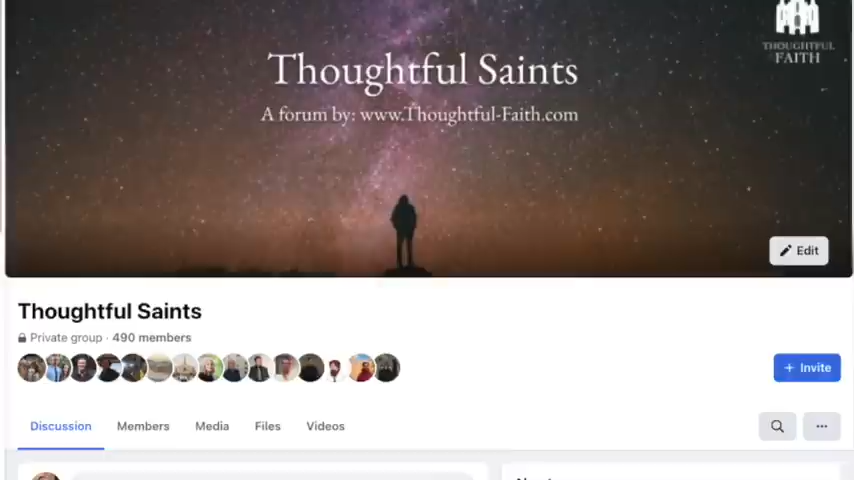 THOUGHTFUL
FAITH
Thoughtful Saints
A forum by: www.Thoughtful-Faith.com
Edit
Thoughtful Saints
Private group · 490 members
+ Invite
Discussion Members Media Files Videos